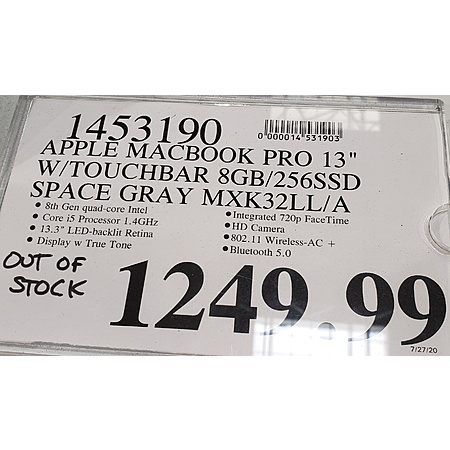 1453190
0"000014"531903"
APPLE MACBOOK PRO 13"
W/TOUCHBAR 8GB/256SSD
SPACE GRAY MXK32LL/A
• 8th Gen quad-core Intel
Core i5 Processor 1.4GHz
• 13.3" LED-backfit Retina
• Display w True Tone
• Integrated 720p FaceTime
• HD Camera
• 802.11 Wireless-AC +
• Bluetooth 5.0
OUT OF
STOCK
1249.99
7/27/20